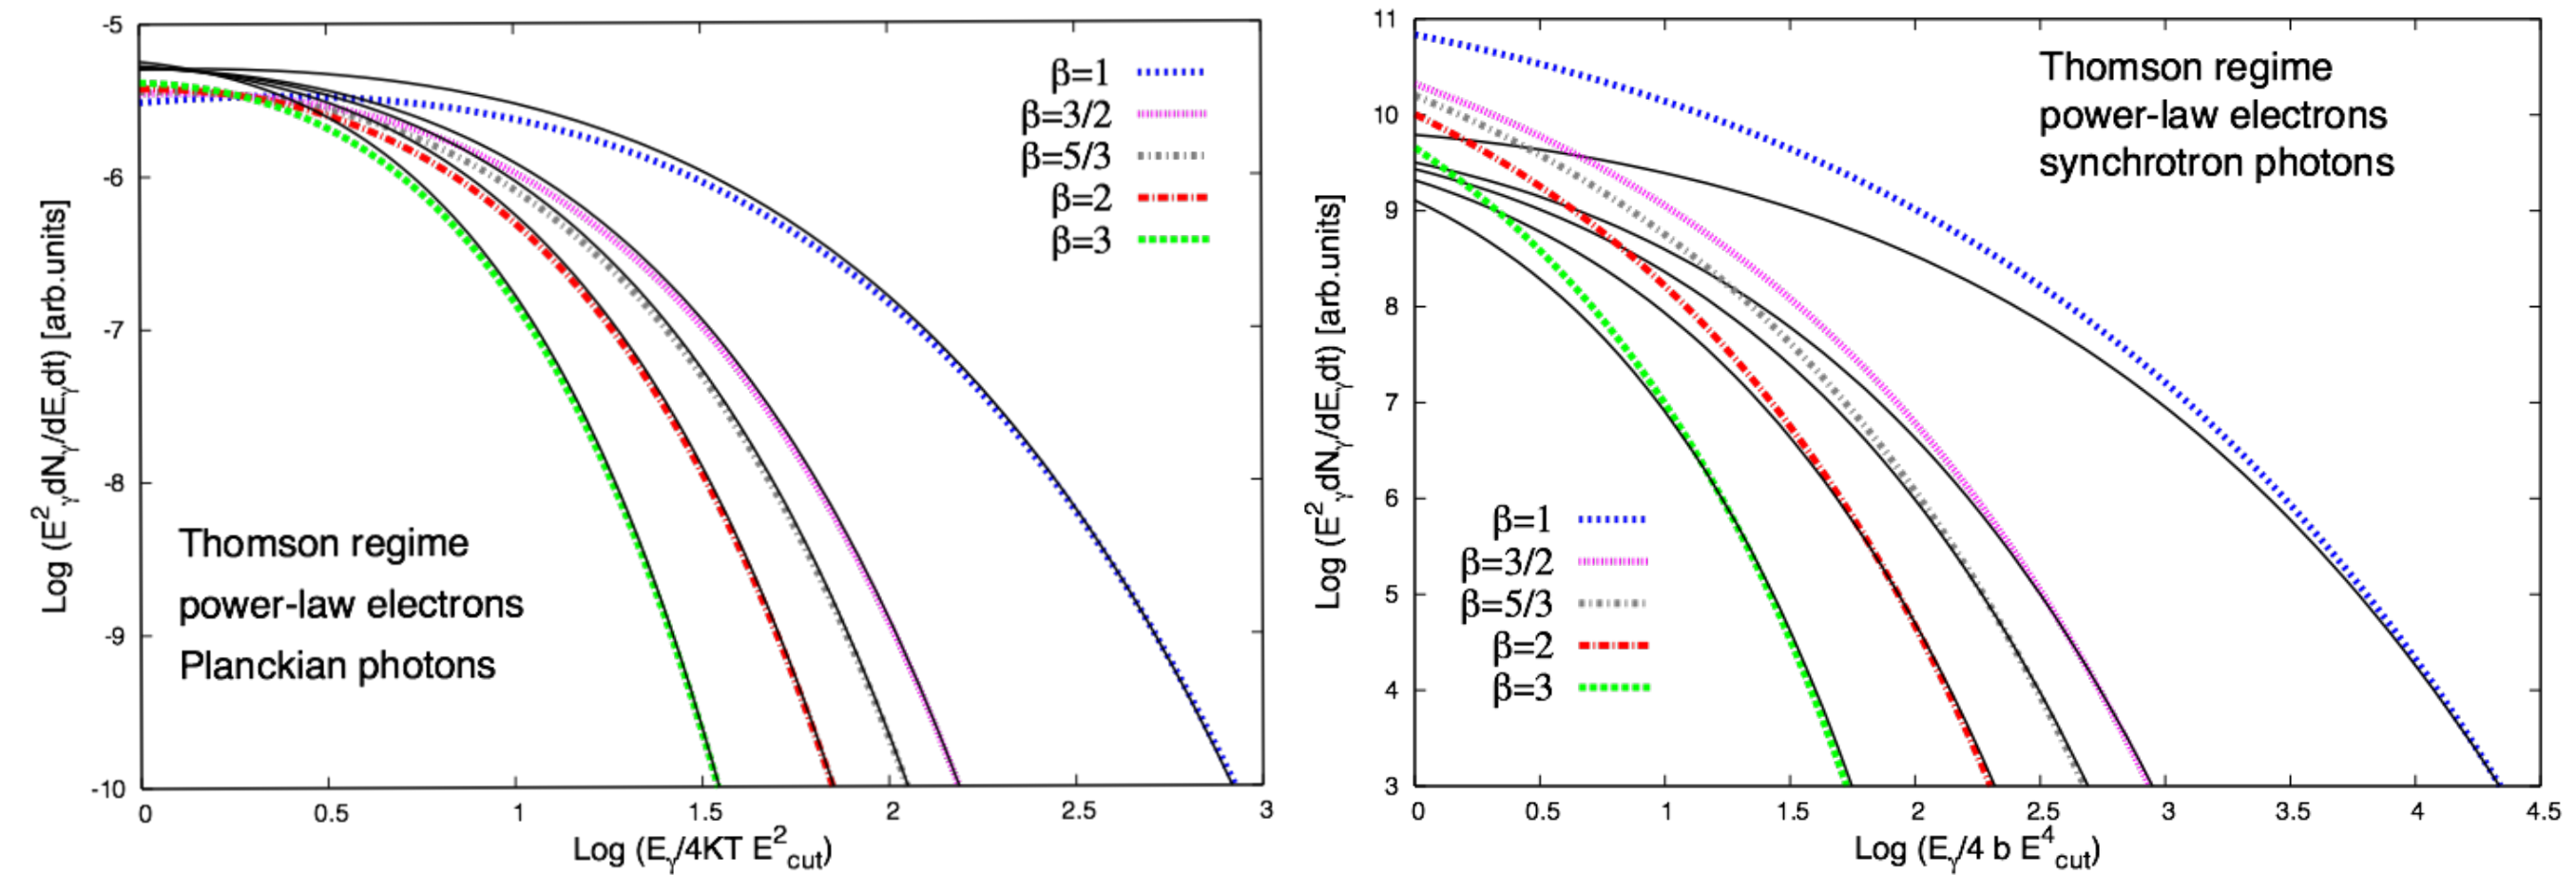 Log (E²γdNγ/dEγdt) [arb.units]
-5
-6
-7
-8
-9
-10
β=1
β=3/2
β=5/3
β=2
β=3
Thomson regime
power-law electrons
Planckian photons
0 0.5 1 1.5 2 2.5 3
Log (Eγ/4KT E²cut)
Log (E²γdNγ/dEγdt) [arb.units]
11
10
9
8
7
6
5
4
3
Thomson regime
power-law electrons
synchrotron photons
β=1
β=3/2
β=5/3
β=2
β=3
0 0.5 1 1.5 2 2.5 3 3.5 4 4.5
Log (Eγ/4 b E⁴cut)